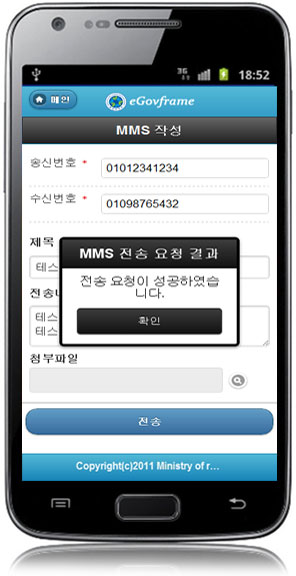 3G
18:52
메인
eGovframe
MMS 작성
송신번호 *
01012341234
수신번호 *
01098765432
제목
테스
MMS 전송 요청 결과
전송 요청이 성공하였습
니다.
확인
전송
테스
테스
첨부파일
전송
Copyright(c)2011 Ministry of r...